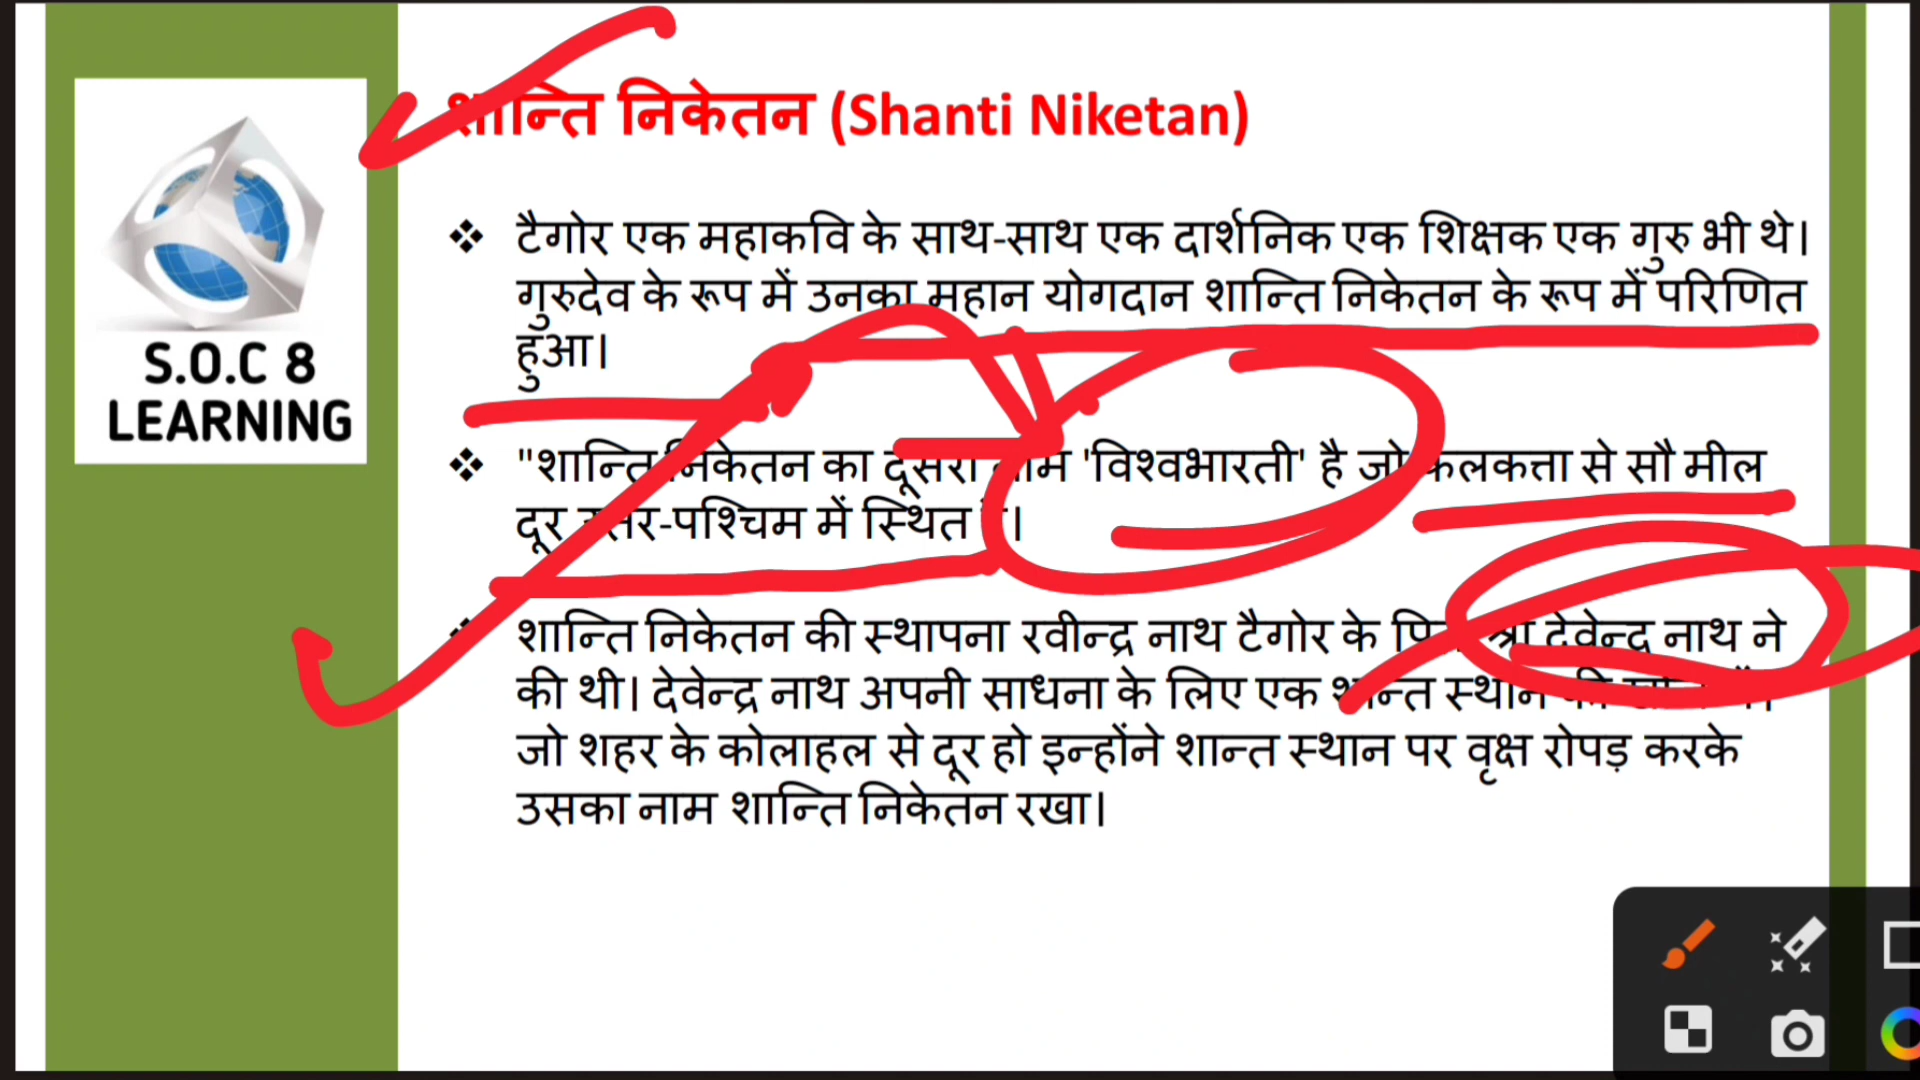 शान्ति निकेतन (Shanti Niketan)
S.O.C 8
LEARNING
❖ टैगोर एक महाकवि के साथ-साथ एक दार्शनिक एक शिक्षक एक गुरु भी थे।
गुरुदेव के रूप में उनका महान योगदान शान्ति निकेतन के रूप में परिणित
हुआ।
❖ "शान्ति निकेतन का दूसरा नाम 'विश्वभारती' है जो कलकत्ता से सौ मील
दूर उत्तर-पश्चिम में स्थित ।
❖ शान्ति निकेतन की स्थापना रवीन्द्र नाथ टैगोर के श्री देवेन्द्र नाथ ने
की थी। देवेन्द्र नाथ अपनी साधना के लिए एक शान्त स्थान की
जो शहर के कोलाहल से दूर हो इन्होंने शान्त स्थान पर वृक्ष रोपड़ करके
उसका नाम शान्ति निकेतन रखा।